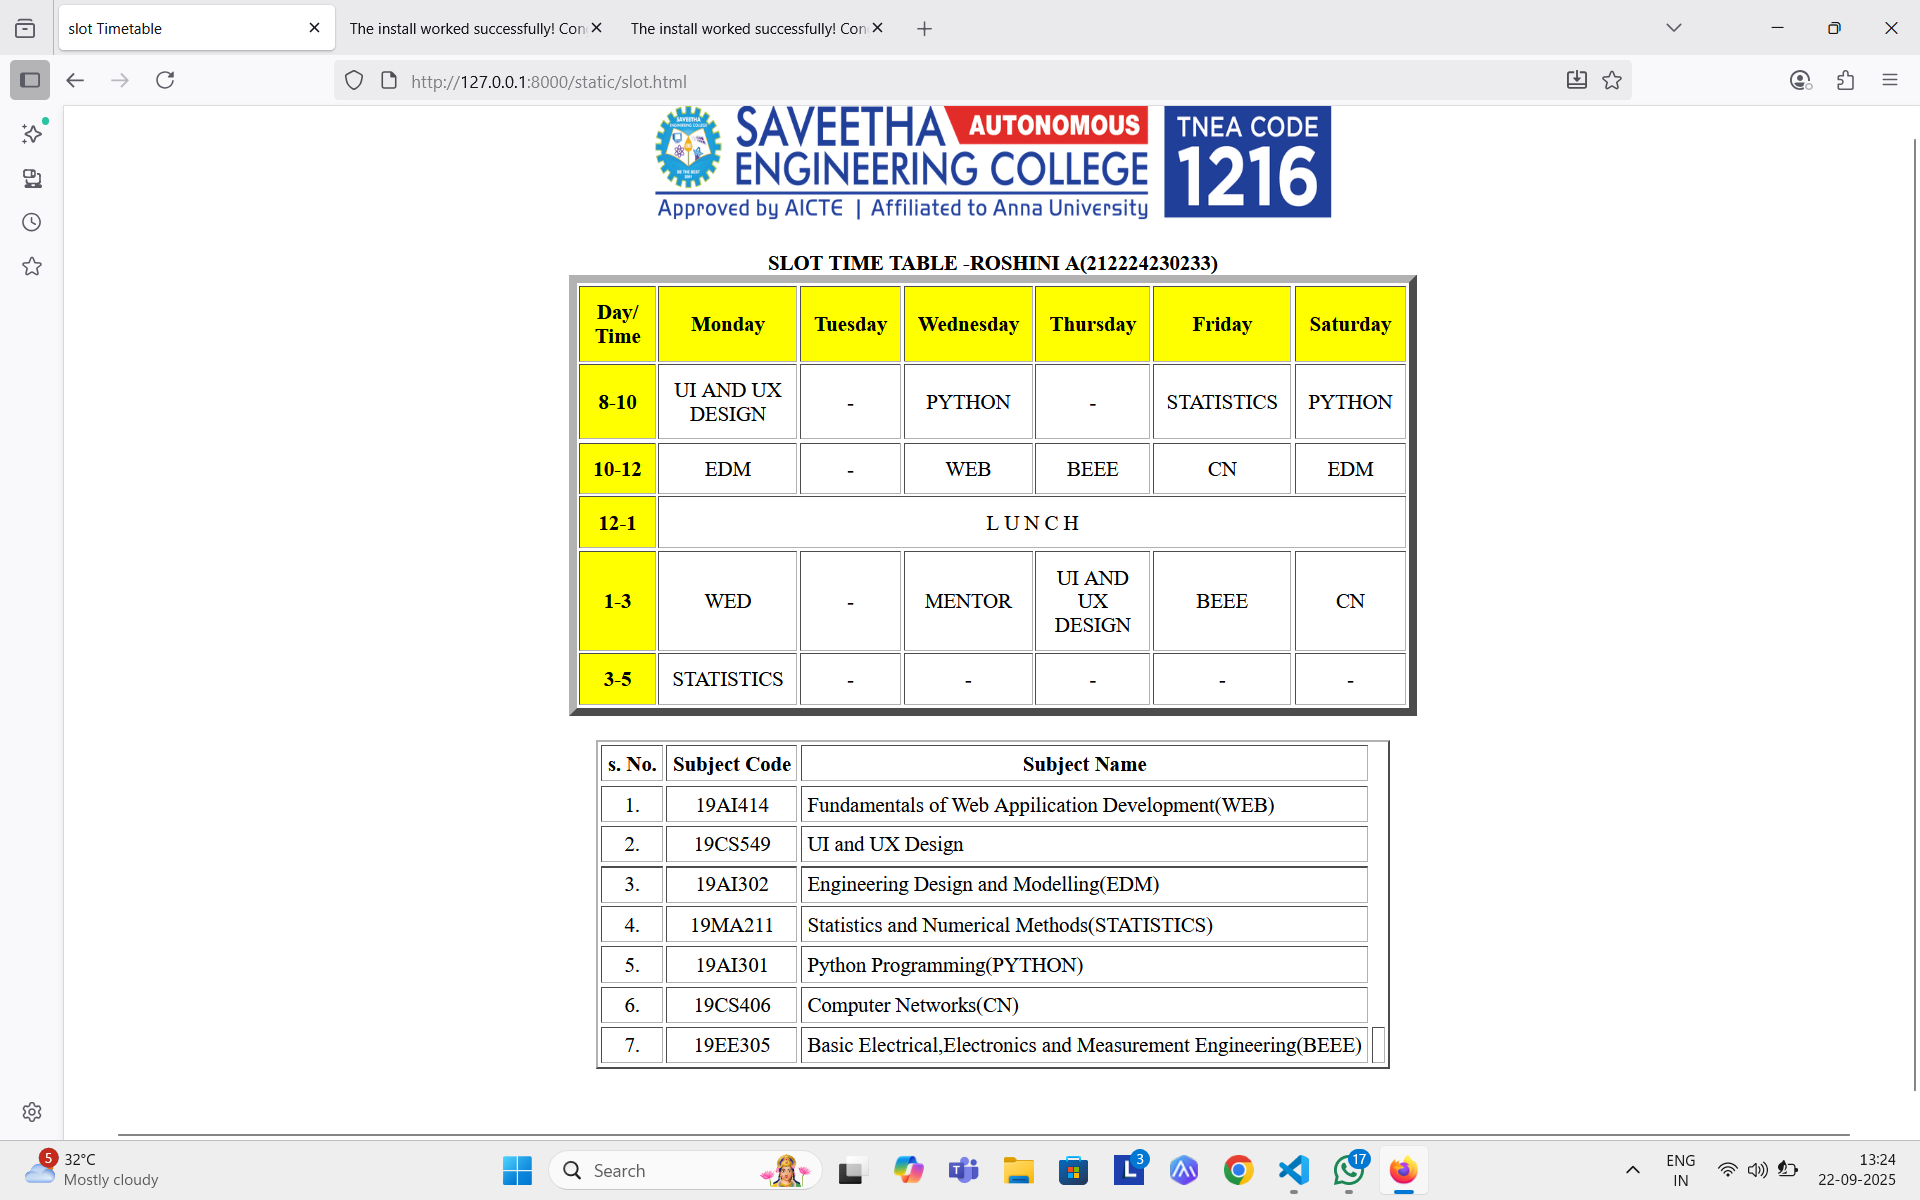 slot Timetable
The install worked successfully! Con
The install worked successfully! Con
http://127.0.0.1:8000/static/slot.html
SAVEETHA AUTONOMOUS
ENGINEERING COLLEGE
Approved by AICTE | Affiliated to Anna University
TNEA CODE
1216
SLOT TIME TABLE -ROSHINI A(212224230233)
Day/ Time Monday Tuesday Wednesday Thursday Friday Saturday
8-10 UI AND UX DESIGN - PYTHON - STATISTICS PYTHON
10-12 EDM - WEB BEEE CN EDM
12-1 L U N C H
1-3 WED - MENTOR UI AND UX DESIGN BEEE CN
3-5 STATISTICS - - - - -
s. No. Subject Code Subject Name
1. 19AI414 Fundamentals of Web Appilication Development(WEB)
2. 19CS549 UI and UX Design
3. 19AI302 Engineering Design and Modelling(EDM)
4. 19MA211 Statistics and Numerical Methods(STATISTICS)
5. 19AI301 Python Programming(PYTHON)
6. 19CS406 Computer Networks(CN)
7. 19EE305 Basic Electrical,Electronics and Measurement Engineering(BEEE)
5
32°C
Mostly cloudy
Search
3
17
ENG
IN
13:24
22-09-2025